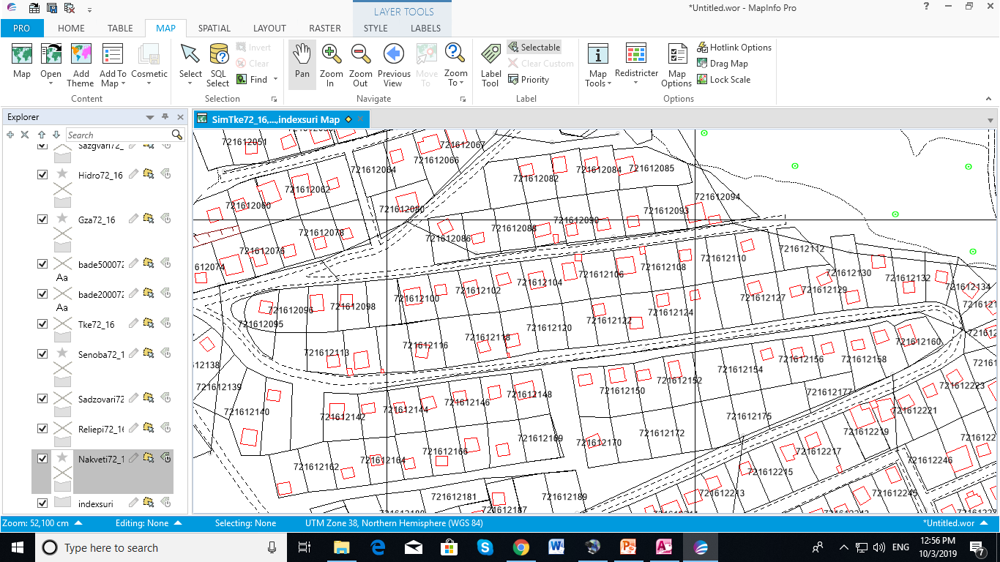 LAYER TOOLS
*Untitled.wor - MapInfo Pro
PRO HOME TABLE MAP SPATIAL LAYOUT RASTER STYLE LABELS
Map
Open
Add Theme
Add To Map
Cosmetic
Content
Select
SQL Select
Invert
Clear
Find
Selection
Pan
Zoom In
Zoom Out
Previous View
Move To
Zoom To
Navigate
Label Tool
Selectable
Clear Custom
Priority
Label
Map Tools
Redistricter
Map Options
Hotlink Options
Drag Map
Lock Scale
Options
Explorer
Search
Sazgvari72_
Hidro72_16
Gza72_16
bade500072
Aa
bade200072
Aa
Tke72_16
Senoba72_1
Sadzovari72
Reliepi72_16
Nakveti72_1
indexsuri
SimTke72_16,...,indexsuri Map
721612051
721612067
721612066
721612064
721612082
721612084
721612085
721612062
721612060
721612080
721612094
721612093
721612090
721612088
721612086
721612078
721612076
612074
721612112
721612110
721612108
721612106
721612104
721612102
721612100
721612098
721612096
721612095
721612130
721612132
721612134
721612129
721612127
721612124
721612122
721612120
721612118
721612116
721612113
612138
721612139
721612140
721612142
721612144
721612146
721612148
721612150
721612152
721612154
721612156
721612158
721612160
721612177
721612175
721612172
721612170
721612169
721612166
721612164
721612162
721612181
721612187
721612189
721612213
721612215
721612217
721612219
721612221
721612223
721612245
721612246
Zoom: 52,100 cm Editing: None Selecting: None UTM Zone 38, Northern Hemisphere (WGS 84) *Untitled.wor
Type here to search
ENG
12:56 PM
10/3/2019
7